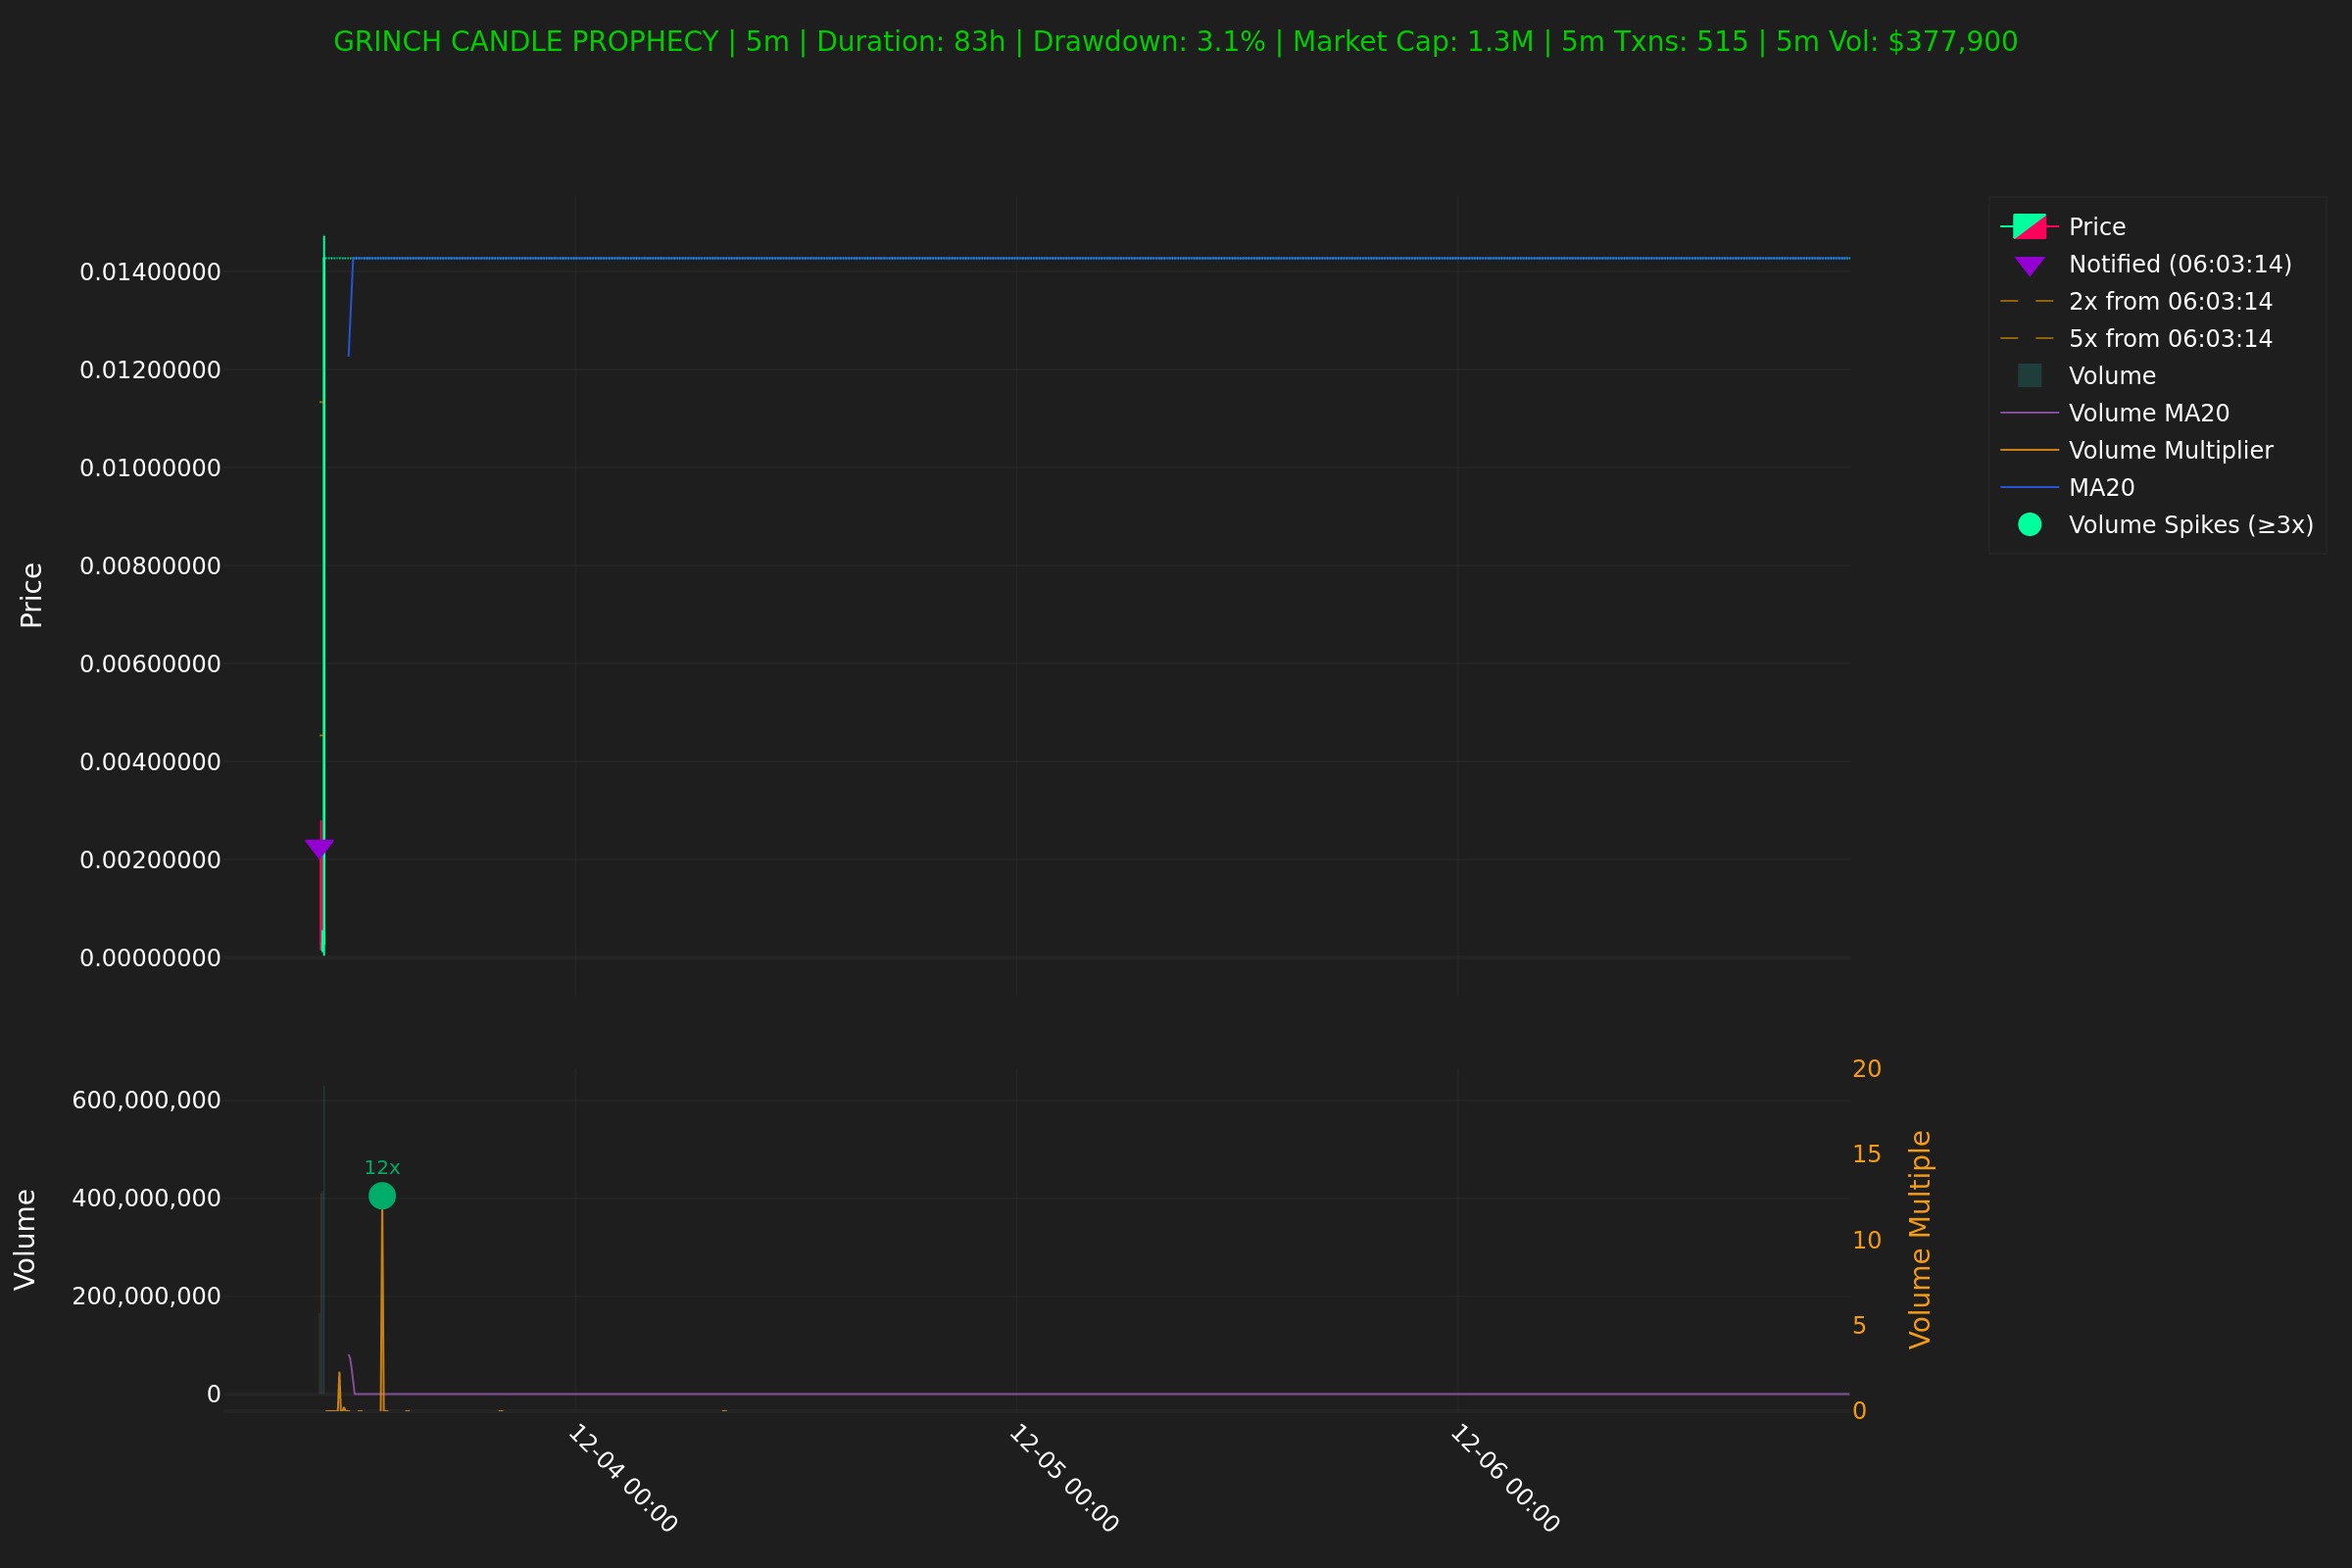 GRINCH CANDLE PROPHECY | 5m | Duration: 83h | Drawdown: 3.1% | Market Cap: 1.3M | 5m Txns: 515 | 5m Vol: $377,900
Price
0.01400000
0.01200000
0.01000000
0.00800000
0.00600000
0.00400000
0.00200000
0.00000000
Price
Notified (06:03:14)
2x from 06:03:14
5x from 06:03:14
Volume
Volume MA20
Volume Multiplier
MA20
Volume Spikes (≥3x)
Volume
600,000,000
400,000,000
200,000,000
0
12x
20
15
10
5
0
Volume Multiple
12-04 00:00
12-05 00:00
12-06 00:00